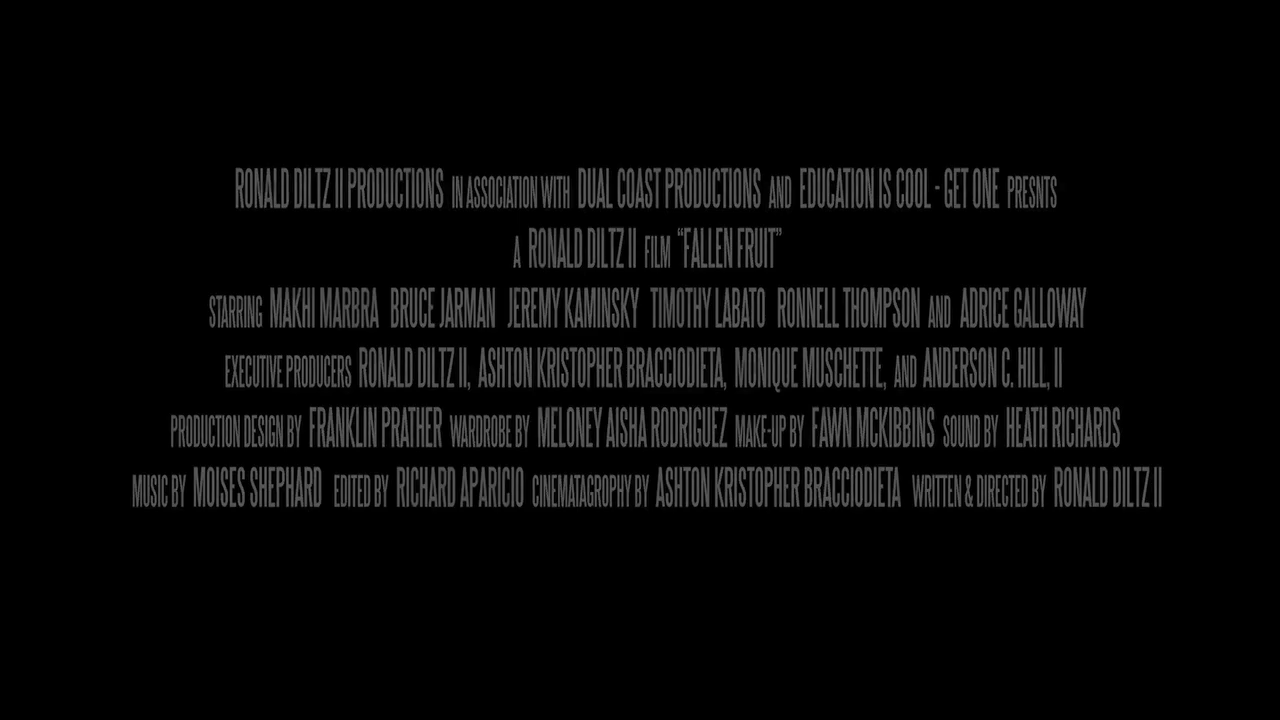 RONALD DILTZ II PRODUCTIONS IN ASSOCIATION WITH DUAL COAST PRODUCTIONS AND EDUCATION IS COOL - GET ONE PRESNTS
A RONALD DILTZ II FILM “FALLEN FRUIT”
STARRING MAKHI MARBRA BRUCE JARMAN JEREMY KAMINSKY TIMOTHY LABATO RONNELL THOMPSON AND ADRICE GALLOWAY
EXECUTIVE PRODUCERS RONALD DILTZ II, ASHTON KRISTOPHER BRACCIODIETA, MONIQUE MUSCHETTE, AND ANDERSON C. HILL, II
PRODUCTION DESIGN BY FRANKLIN PRATHER WARDROBE BY MELONEY AISHA RODRIGUEZ MAKE-UP BY FAWN MCKIBBINS SOUND BY HEATH RICHARDS
MUSIC BY MOISES SHEPHARD EDITED BY RICHARD APARICIO CINEMATAGROPHY BY ASHTON KRISTOPHER BRACCIODIETA WRITTEN & DIRECTED BY RONALD DILTZ II